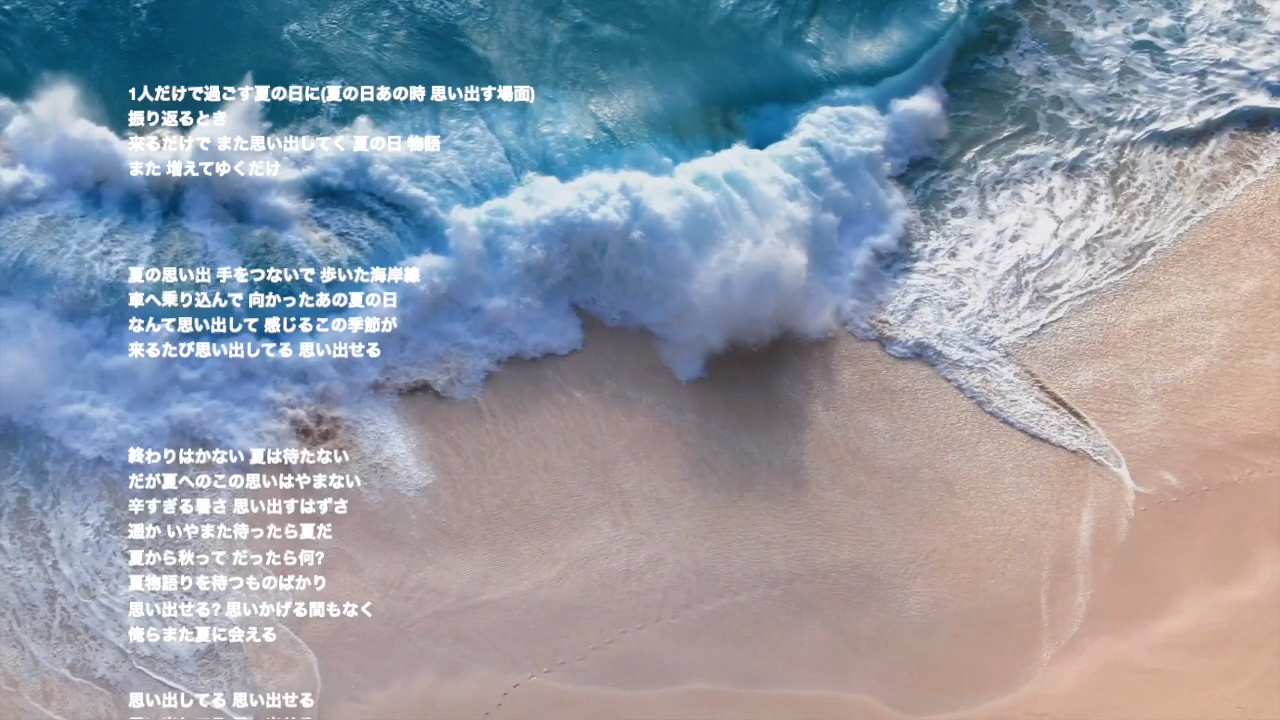 1人だけで過ごす夏の日に(夏の日あの時 思い出す場面)
振り返るとき
来るだけで また思い出してく 夏の日 物語
また 増えてゆくだけ
夏の思い出 手をつないで 歩いた海岸線
車へ乗り込んで 向かったあの夏の日
なんて思い出して 感じるこの季節が
来るたび思い出してる 思い出せる
終わりはかない 夏は待たない
だが夏へのこの思いはやまない
辛すぎる暑さ 思い出すはずさ
遥か いやまた待ったら夏だ
夏から秋って だったら何?
夏物語りを待つものばかり
思い出せる? 思いかげる間もなく
俺らまた夏に会える
思い出してる 思い出せる